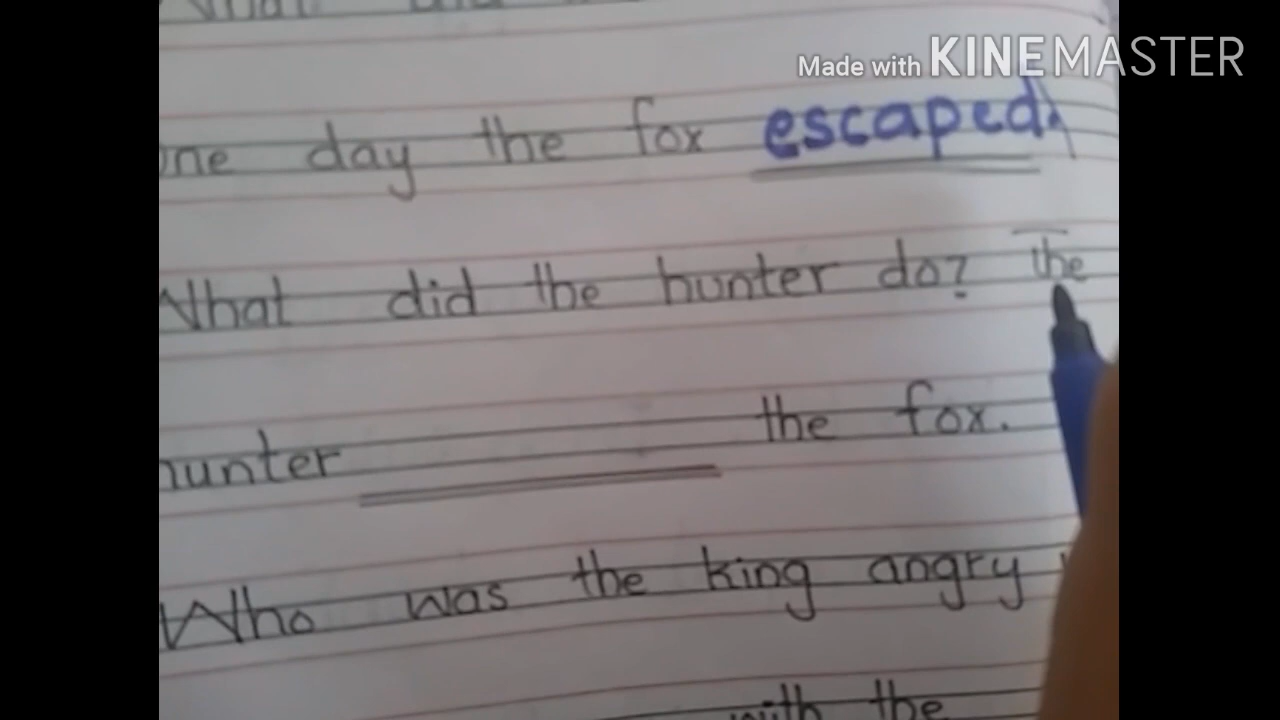 Made with KINEMASTER
One day the fox escaped.
What did the hunter do? The
hunter the fox.
Who was the king angry
with the